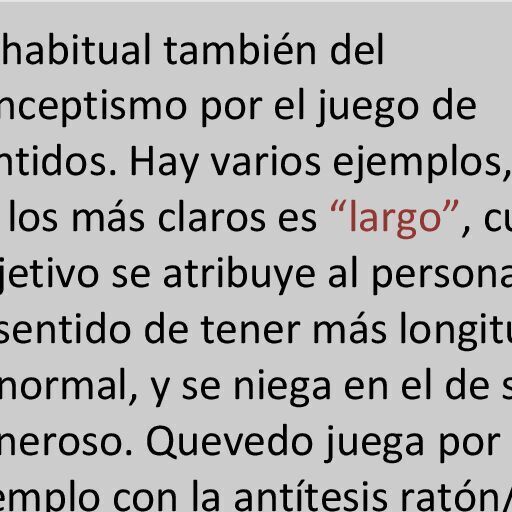 habitual también del
nceptismo por el juego de
ntidos. Hay varios ejemplos,
los más claros es “largo”, cu
jetivo se atribuye al persona
sentido de tener más longitu
normal, y se niega en el de s
neroso. Quevedo juega por
emplo con la antítesis ratón/